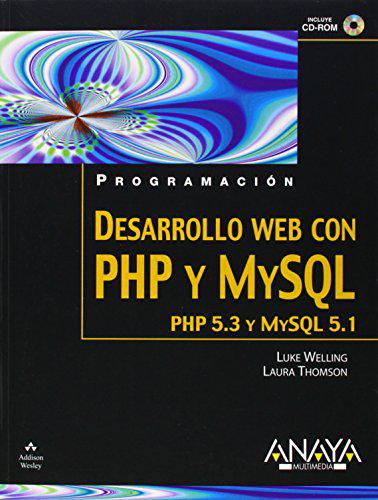 INCLUYE
CD-ROM
PROGRAMACIÓN
DESARROLLO WEB CON
PHP Y MYSQL
PHP 5.3 Y MYSQL 5.1
LUKE WELLING
LAURA THOMSON
Addison
Wesley
ANAYA
MULTIMEDIA